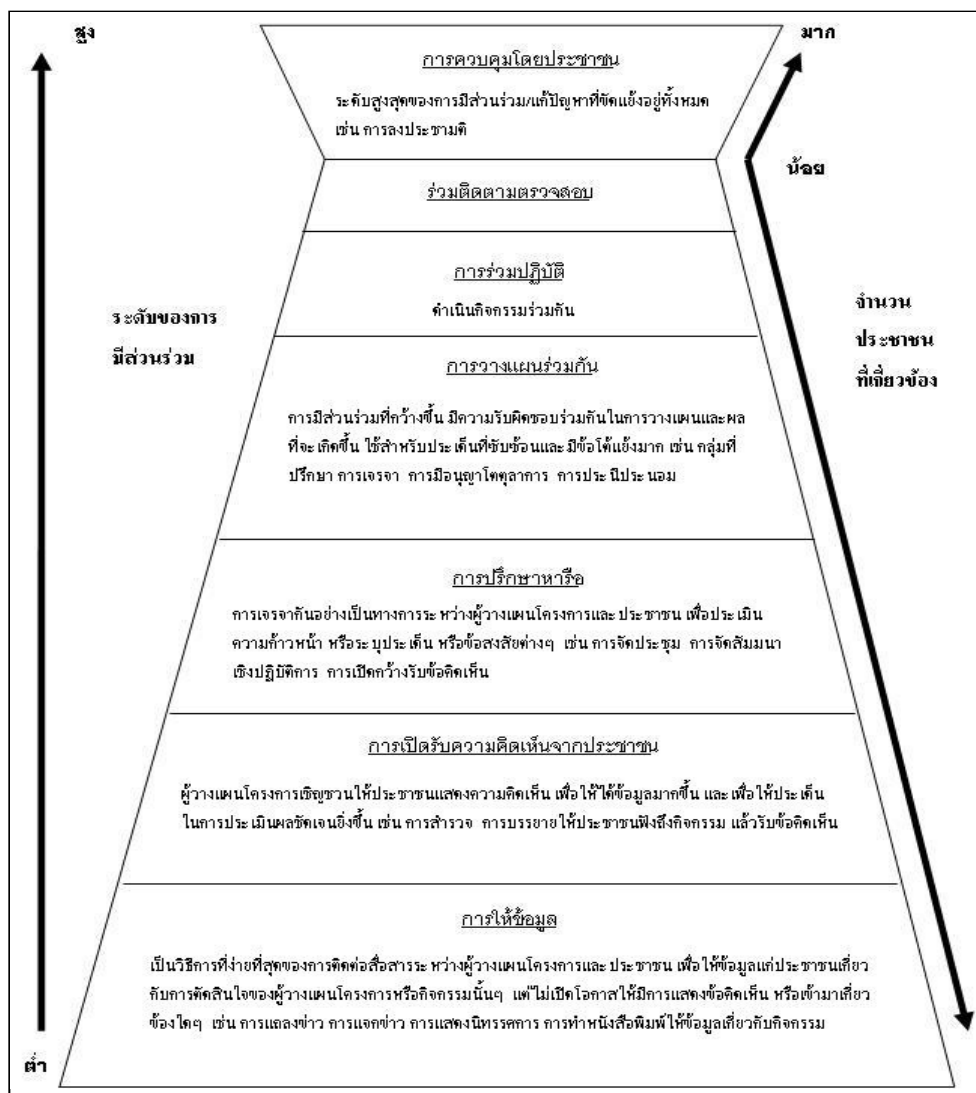 สูง
มาก
การควบคุมโดยประชาชน
ระดับสูงสุดของการมีส่วนร่วม/แก้ปัญหาที่ขัดแย้งอยู่ทั้งหมด
เช่น การลงประชามติ
น้อย
ร่วมติดตามตรวจสอบ
การร่วมปฏิบัติ
ดำเนินกิจกรรมร่วมกัน
ระดับของการ
มีส่วนร่วม
จำนวน
ประชาชน
ที่เกี่ยวข้อง
การวางแผนร่วมกัน
การมีส่วนร่วมที่กว้างขึ้น มีความรับผิดชอบร่วมกันในการวางแผนและผล
ที่จะเกิดขึ้น ใช้สำหรับประเด็นที่ซับซ้อนและมีข้อโต้แย้งมาก เช่น กลุ่มที่
ปรึกษา การเจรจา การมีอนุญาโตตุลาการ การประนีประนอม
การปรึกษาหารือ
การเจรจากันอย่างเป็นทางการระหว่างผู้วางแผนโครงการและประชาชน เพื่อประเมิน
ความก้าวหน้า หรือระบุประเด็น หรือข้อสงสัยต่างๆ เช่น การจัดประชุม การจัดสัมมนา
เชิงปฏิบัติการ การเปิดกว้างรับข้อคิดเห็น
การเปิดรับความคิดเห็นจากประชาชน
ผู้วางแผนโครงการเชิญชวนให้ประชาชนแสดงความคิดเห็น เพื่อให้ได้ข้อมูลมากขึ้น และเพื่อให้ประเด็น
ในการประเมินผลชัดเจนยิ่งขึ้น เช่น การสำรวจ การบรรยายให้ประชาชนฟังถึงกิจกรรม แล้วรับข้อคิดเห็น
การให้ข้อมูล
เป็นวิธีการที่ง่ายที่สุดของการติดต่อสื่อสารระหว่างผู้วางแผนโครงการและประชาชน เพื่อให้ข้อมูลแก่ประชาชนเกี่ยว
กับการตัดสินใจของผู้วางแผนโครงการหรือกิจกรรมนั้นๆ แต่ไม่เปิดโอกาสให้มีการแสดงข้อคิดเห็น หรือเข้ามาเกี่ยว
ข้องใดๆ เช่น การแถลงข่าว การแจกข่าว การแสดงนิทรรศการ การทำหนังสือพิมพ์ให้ข้อมูลเกี่ยวกับกิจกรรม
ต่ำ